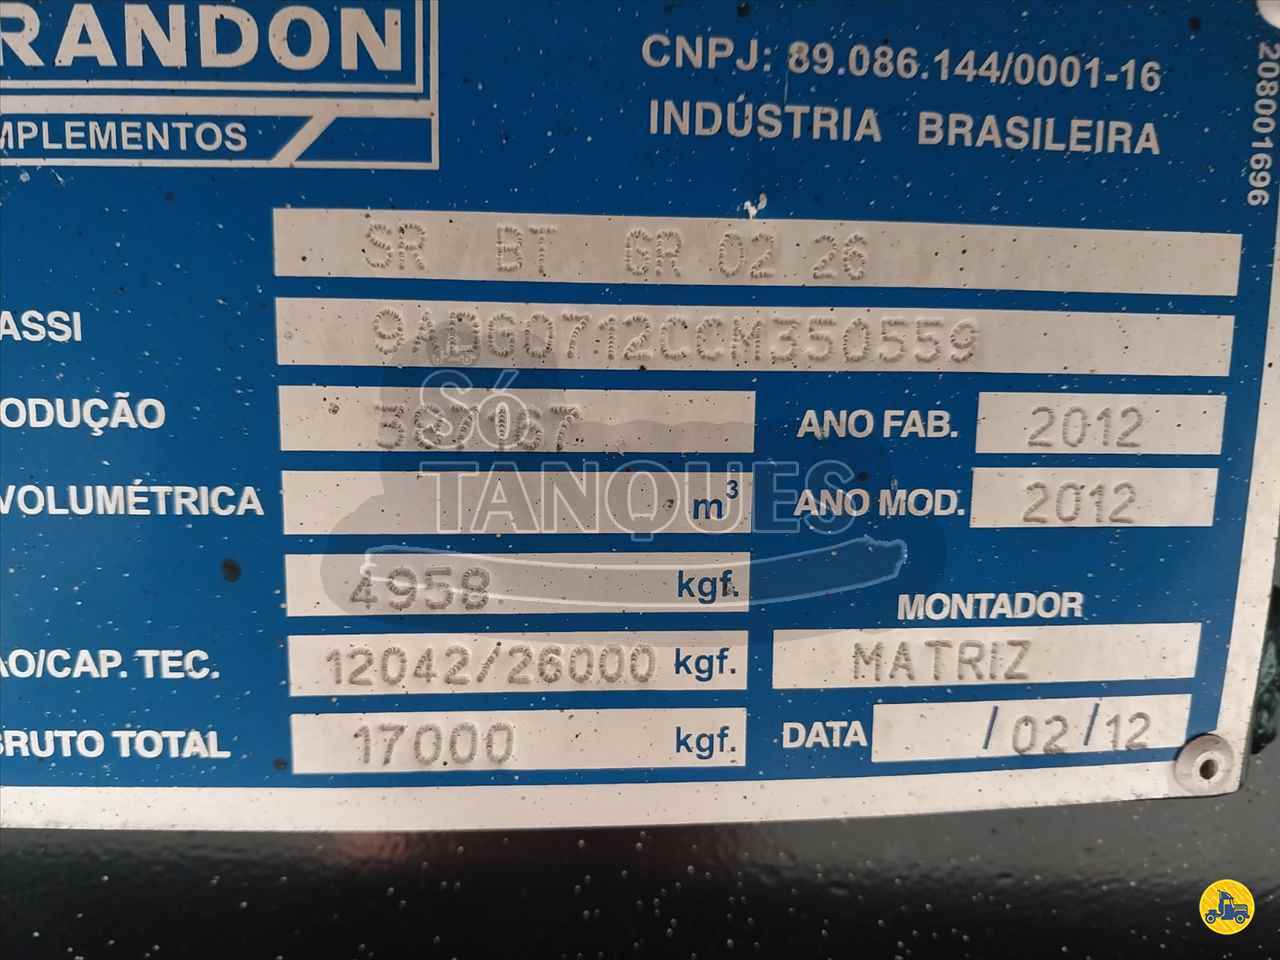 RANDON
MPLEMENTOS
CNPJ: 89.086.144/0001-16
INDÚSTRIA BRASILEIRA
208001696
SR BT GR 02 26
ASSI 9ADG0712CCM350559
ODUÇÃO
ANO FAB. 2012
VOLUMÉTRICA m³
ANO MOD. 2012
Só
TANQUES
4958 kgf.
MONTADOR
ÃO/CAP. TEC. 12042/26000 kgf.
MATRIZ
BRUTO TOTAL 17000 kgf.
DATA /02/12